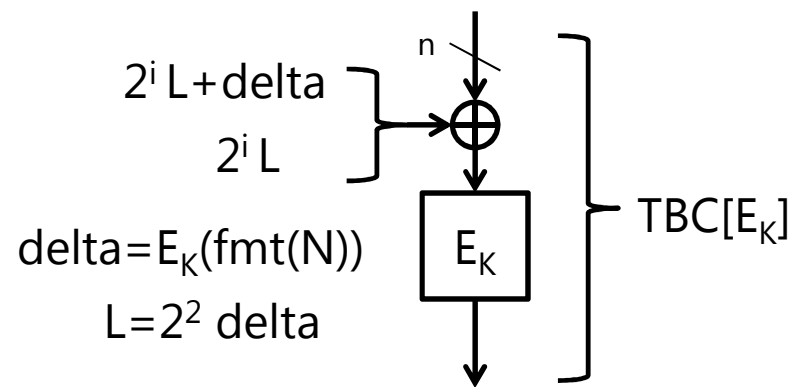 n
2ⁱ L+delta
2ⁱ L
TBC[E_K]
delta=E_K(fmt(N))
E_K
L=2² delta